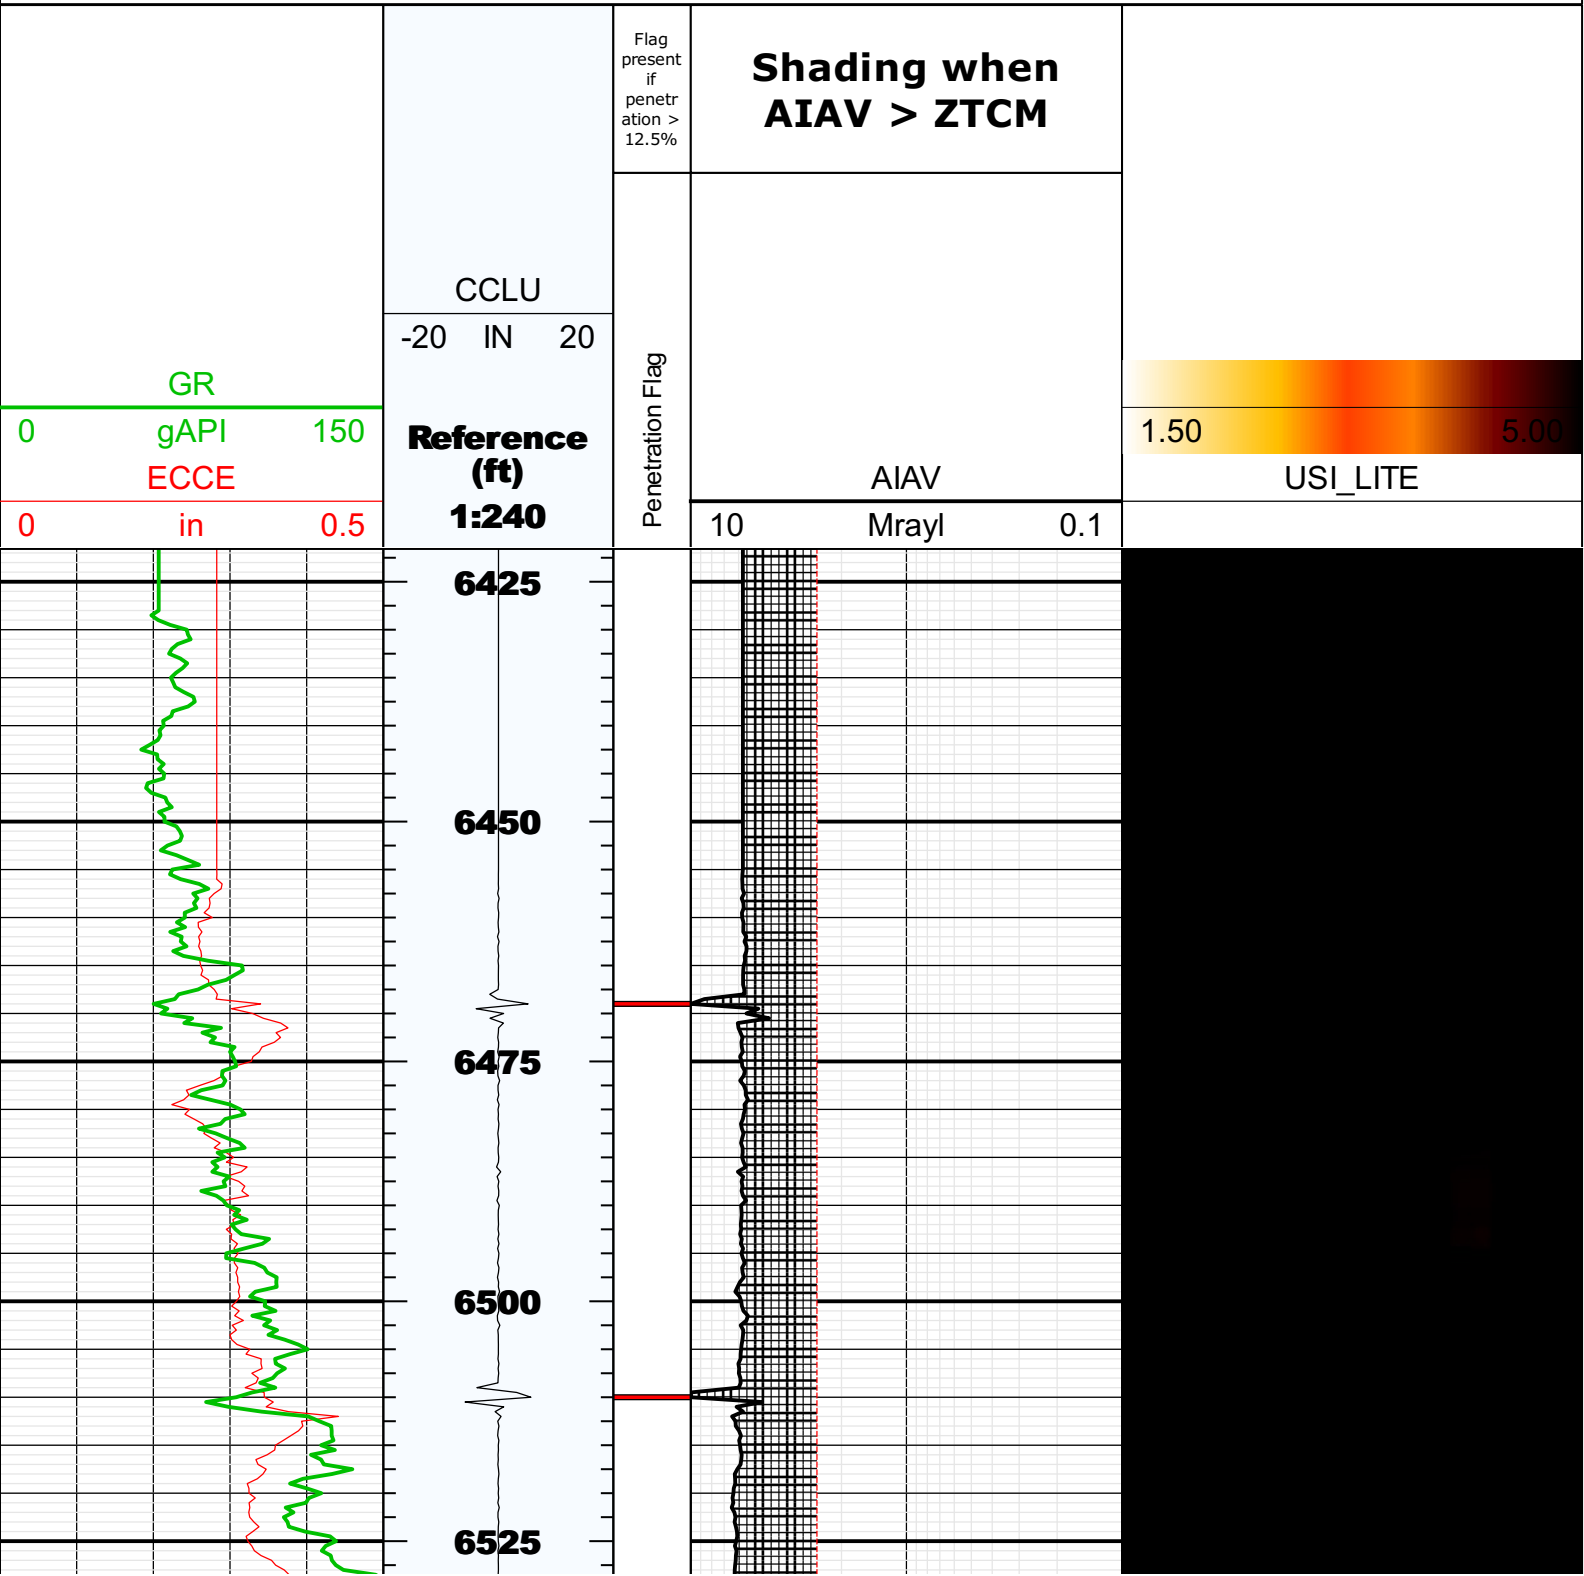 Flag
present
if
penetr
ation >
12.5%
Shading when
AIAV > ZTCM
CCLU
-20 IN 20
GR
0 gAPI 150
ECCE
0 in 0.5
Reference
(ft)
1:240
Penetration Flag
AIAV
10 Mrayl 0.1
1.50 5.00
USI_LITE
6425
6450
6475
6500
6525